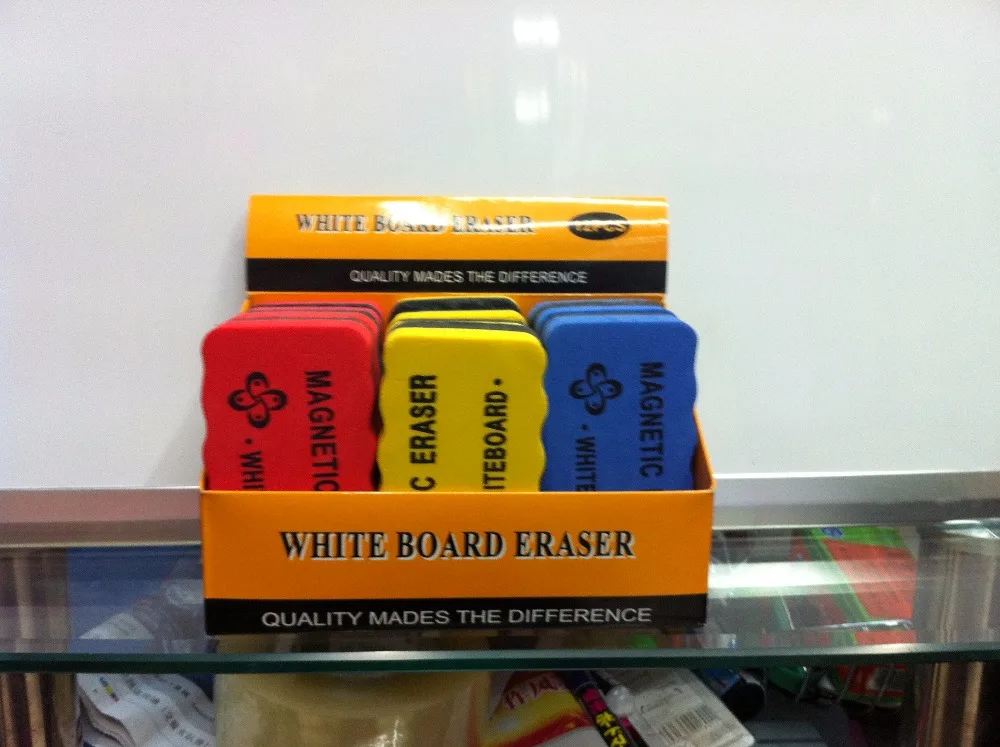 WHITE BOARD ERASER
12PCS
QUALITY MADES THE DIFFERENCE
MAGNETIC
• WHI
C ERASER
ITEBOARD •
MAGNETIC
• WHITE
WHITE BOARD ERASER
QUALITY MADES THE DIFFERENCE